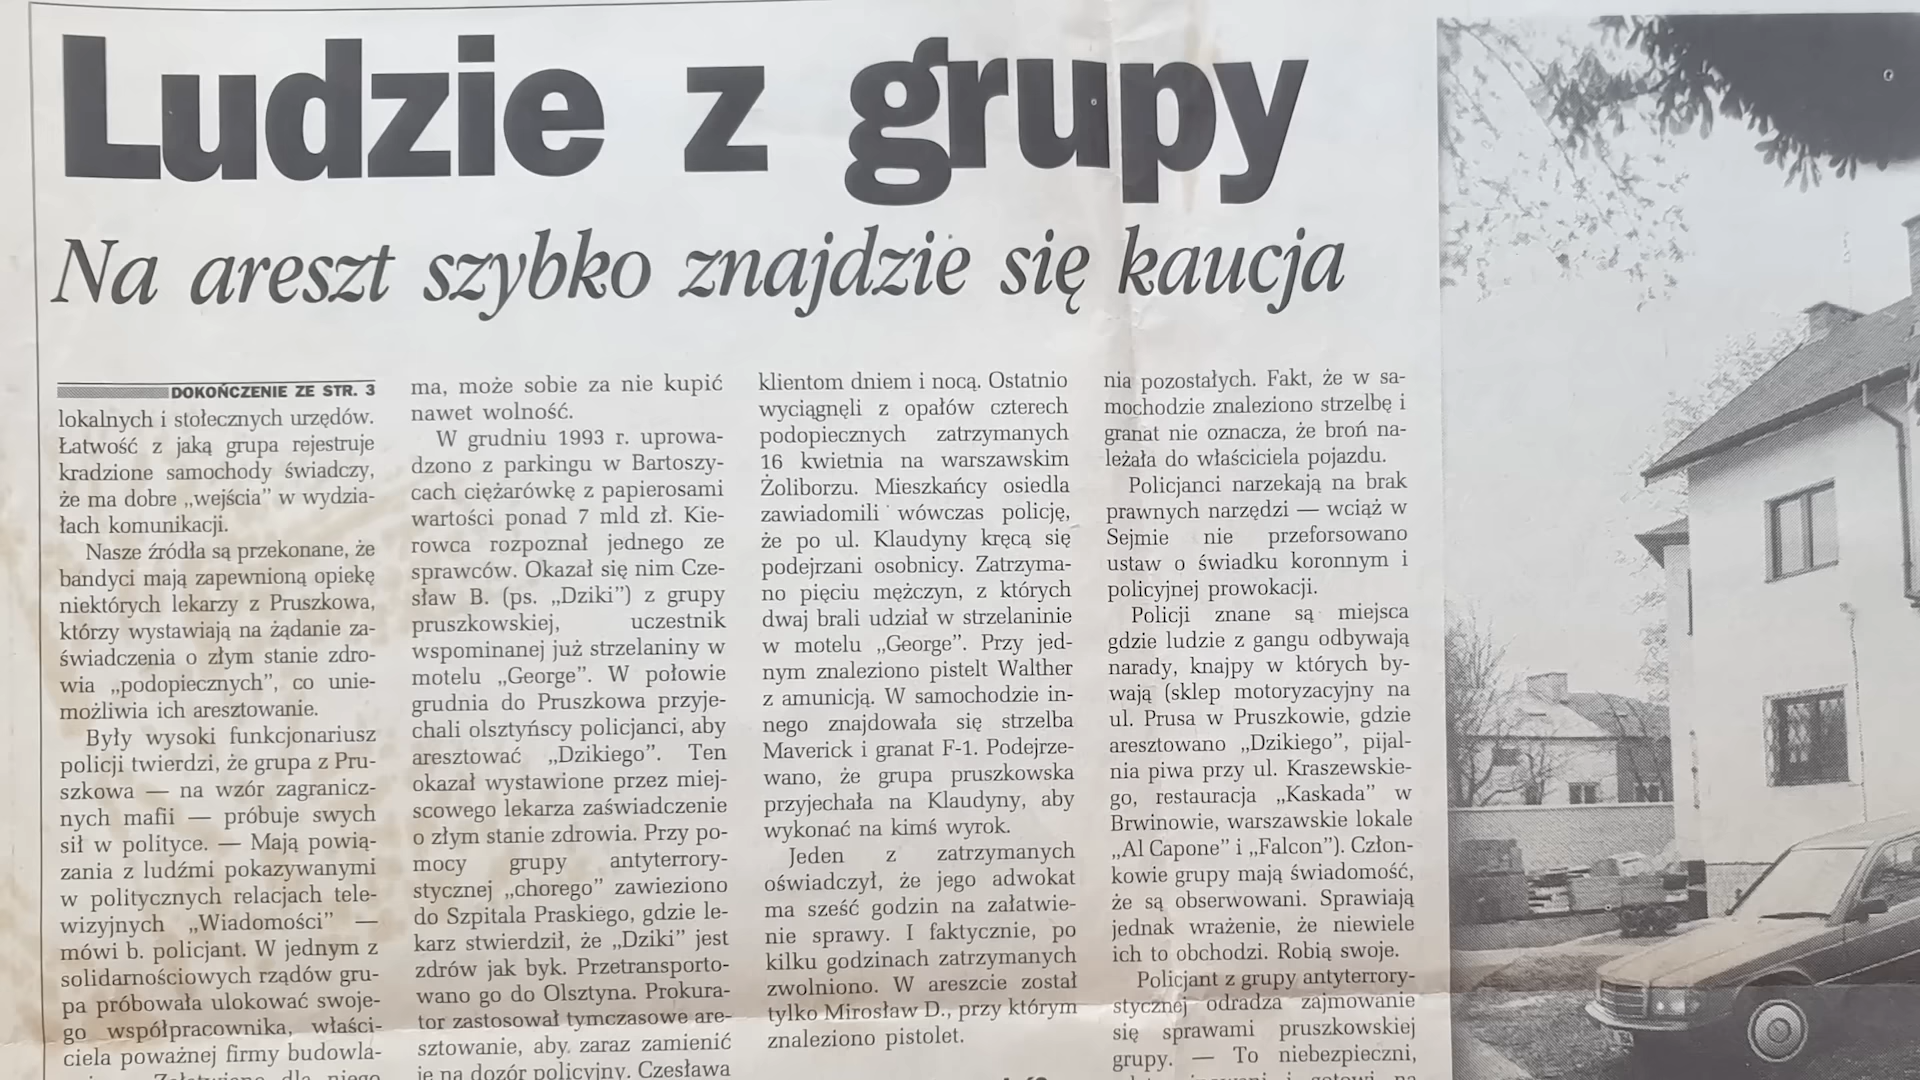 Ludzie z grupy
Na areszt szybko znajdzie się kaucja
DOKOŃCZENIE ZE STR. 3
lokalnych i stołecznych urzędów.
Łatwość z jaką grupa rejestruje
kradzione samochody świadczy,
że ma dobre „wejścia” w wydzia-
łach komunikacji.
Nasze źródła są przekonane, że
bandyci mają zapewnioną opiekę
niektórych lekarzy z Pruszkowa,
którzy wystawiają na żądanie za-
świadczenia o złym stanie zdro-
wia „podopiecznych”, co unie-
możliwia ich aresztowanie.
Były wysoki funkcjonariusz
policji twierdzi, że grupa z Pru-
szkowa — na wzór zagranicz-
nych mafii — próbuje swych
sił w polityce. — Mają powią-
zania z ludźmi pokazywanymi
w politycznych relacjach tele-
wizyjnych „Wiadomości” —
mówi b. policjant. W jednym z
solidarnościowych rządów gru-
pa próbowała ulokować swoje-
go współpracownika, właści-
ciela poważnej firmy budowla-
ma, może sobie za nie kupić
nawet wolność.
W grudniu 1993 r. uprowa-
dzono z parkingu w Bartoszy-
cach ciężarówkę z papierosami
wartości ponad 7 mld zł. Kie-
rowca rozpoznał jednego ze
sprawców. Okazał się nim Cze-
sław B. (ps. „Dziki”) z grupy
pruszkowskiej, uczestnik
wspominanej już strzelaniny w
motelu „George”. W połowie
grudnia do Pruszkowa przyje-
chali olsztyńscy policjanci, aby
aresztować „Dzikiego”. Ten
okazał wystawione przez miej-
scowego lekarza zaświadczenie
o złym stanie zdrowia. Przy po-
mocy grupy antyterrory-
stycznej „chorego” zawieziono
do Szpitala Praskiego, gdzie le-
karz stwierdził, że „Dziki” jest
zdrów jak byk. Przetransporto-
wano go do Olsztyna. Prokura-
tor zastosował tymczasowe are-
sztowanie, aby zaraz zamienić
je na dozór policyjny. Czesława
klientom dniem i nocą. Ostatnio
wyciągnęli z opałów czterech
podopiecznych zatrzymanych
16 kwietnia na warszawskim
Żoliborzu. Mieszkańcy osiedla
zawiadomili wówczas policję,
że po ul. Klaudyny kręcą się
podejrzani osobnicy. Zatrzyma-
no pięciu mężczyn, z których
dwaj brali udział w strzelaninie
w motelu „George”. Przy jed-
nym znaleziono pistelt Walther
z amunicją. W samochodzie in-
nego znajdowała się strzelba
Maverick i granat F-1. Podejrze-
wano, że grupa pruszkowska
przyjechała na Klaudyny, aby
wykonać na kimś wyrok.
Jeden z zatrzymanych
oświadczył, że jego adwokat
ma sześć godzin na załatwie-
nie sprawy. I faktycznie, po
kilku godzinach zatrzymanych
zwolniono. W areszcie został
tylko Mirosław D., przy którym
znaleziono pistolet.
nia pozostałych. Fakt, że w sa-
mochodzie znaleziono strzelbę i
granat nie oznacza, że broń na-
leżała do właściciela pojazdu.
Policjanci narzekają na brak
prawnych narzędzi — wciąż w
Sejmie nie przeforsowano
ustaw o świadku koronnym i
policyjnej prowokacji.
Policji znane są miejsca
gdzie ludzie z gangu odbywają
narady, knajpy w których by-
wają (sklep motoryzacyjny na
ul. Prusa w Pruszkowie, gdzie
aresztowano „Dzikiego”, pijal-
nia piwa przy ul. Kraszewskie-
go, restauracja „Kaskada” w
Brwinowie, warszawskie lokale
„Al Capone” i „Falcon”). Człon-
kowie grupy mają świadomość,
że są obserwowani. Sprawiają
jednak wrażenie, że niewiele
ich to obchodzi. Robią swoje.
Policjant z grupy antyterrory-
stycznej odradza zajmowanie
się sprawami pruszkowskiej
grupy. — To niebezpieczni,